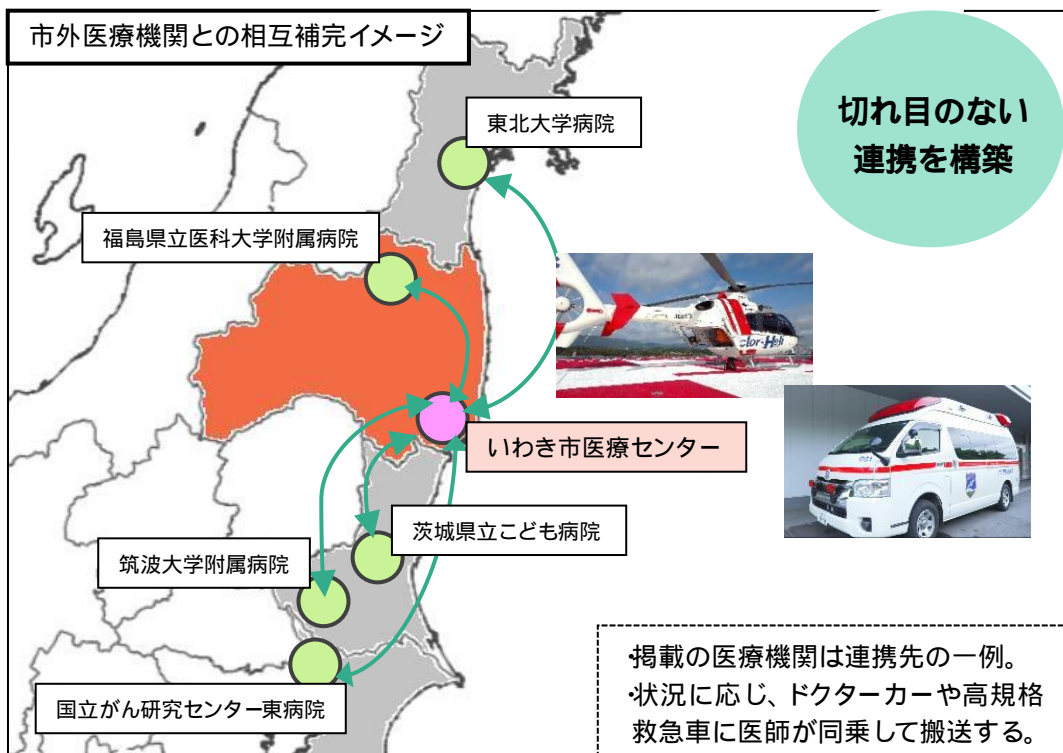 市外医療機関との相互補完イメージ
切れ目のない
連携を構築
東北大学病院
福島県立医科大学附属病院
ctor-Heli
いわき市医療センター
茨城県立こども病院
筑波大学附属病院
国立がん研究センター東病院
・掲載の医療機関は連携先の一例。
・状況に応じ、ドクターカーや高規格
救急車に医師が同乗して搬送する。